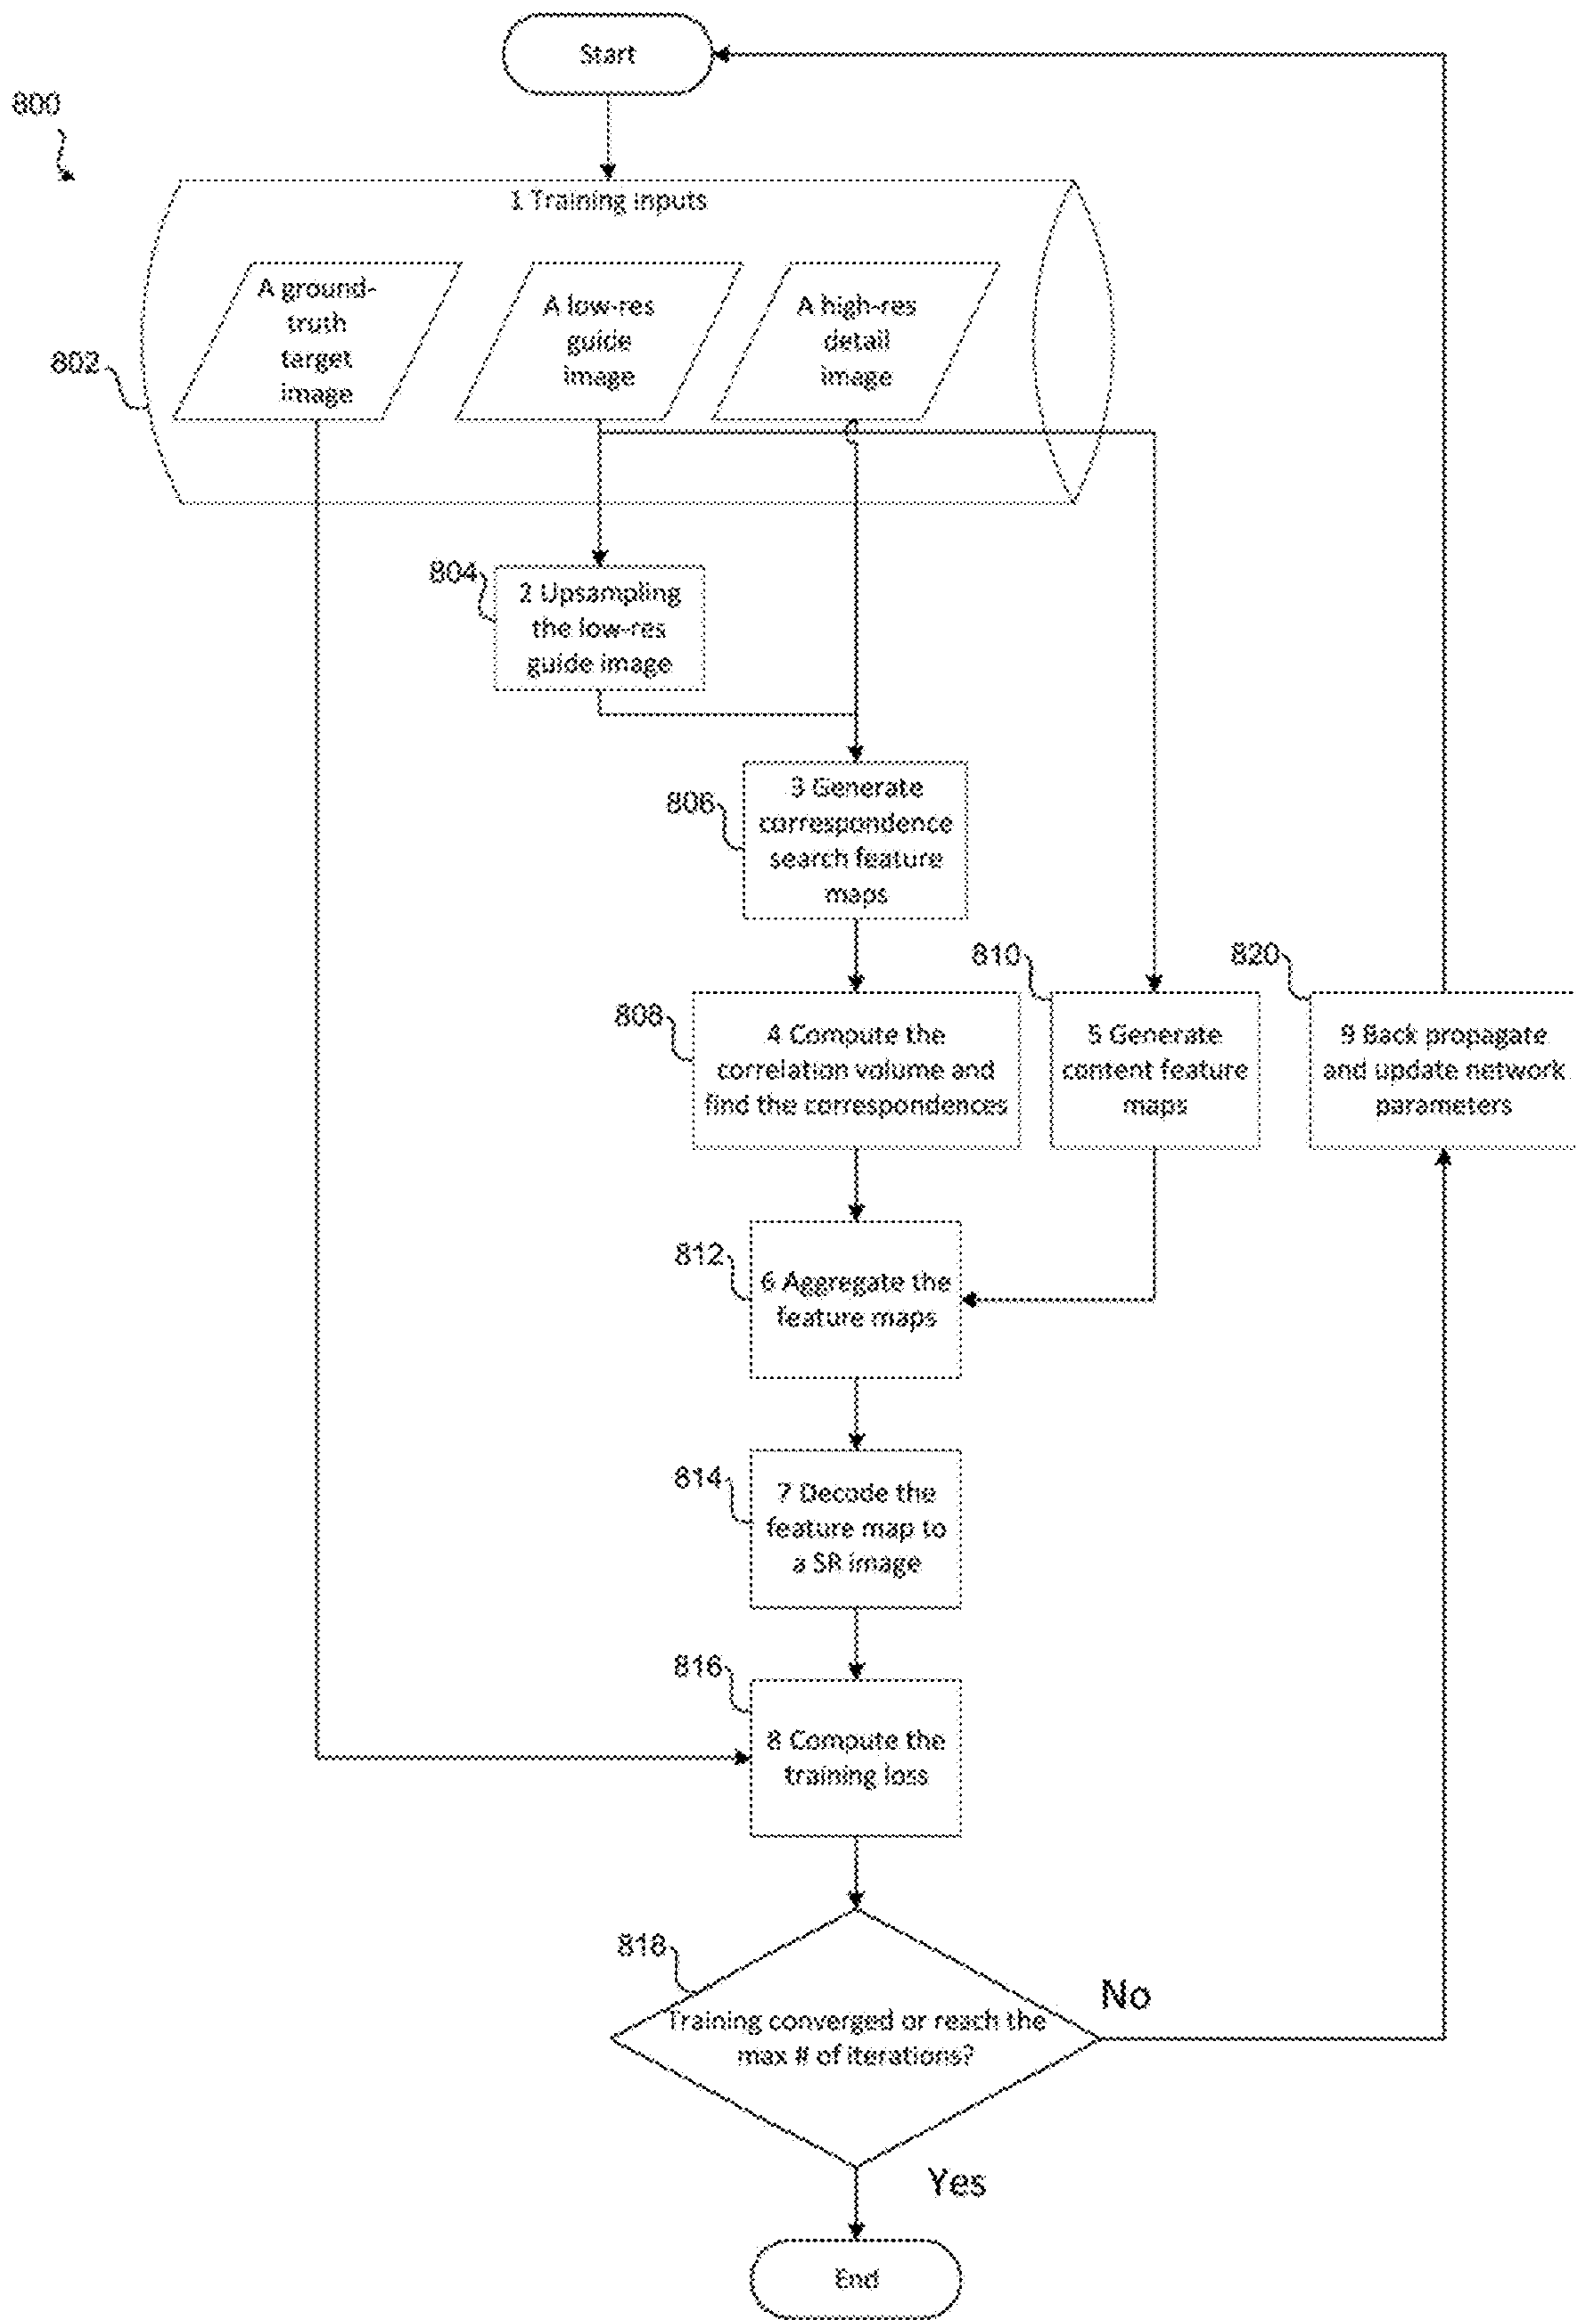 Start
800
1 Training inputs
A ground-
truth
target
image
A low-res
guide
image
A high-res
detail
image
802
804
2 Upsampling
the low-res
guide image
806
3 Generate
correspondence
search feature
maps
808
4 Compute the
correlation volume and
find the correspondences
810
5 Generate
content feature
maps
820
9 Back propagate
and update network
parameters
812
6 Aggregate the
feature maps
814
7 Decode the
feature map to
a SR image
816
8 Compute the
training loss
818
Training converged or reach the
max # of iterations?
No
Yes
End